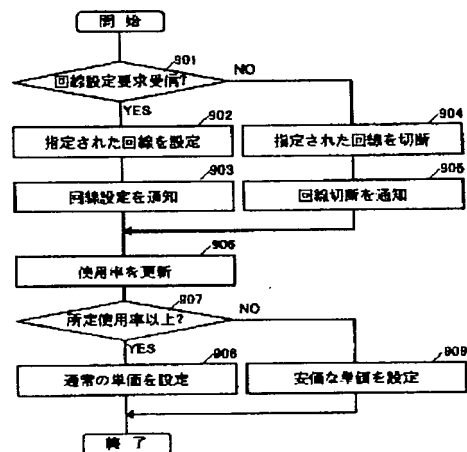 開始
901
回線設定要求受信?
NO
YES
902
指定された回線を設定
904
指定された回線を切断
903
回線設定を通知
905
回線切断を通知
906
使用率を更新
907
所定使用率以上?
NO
YES
908
通常の単価を設定
909
安価な単価を設定
終了